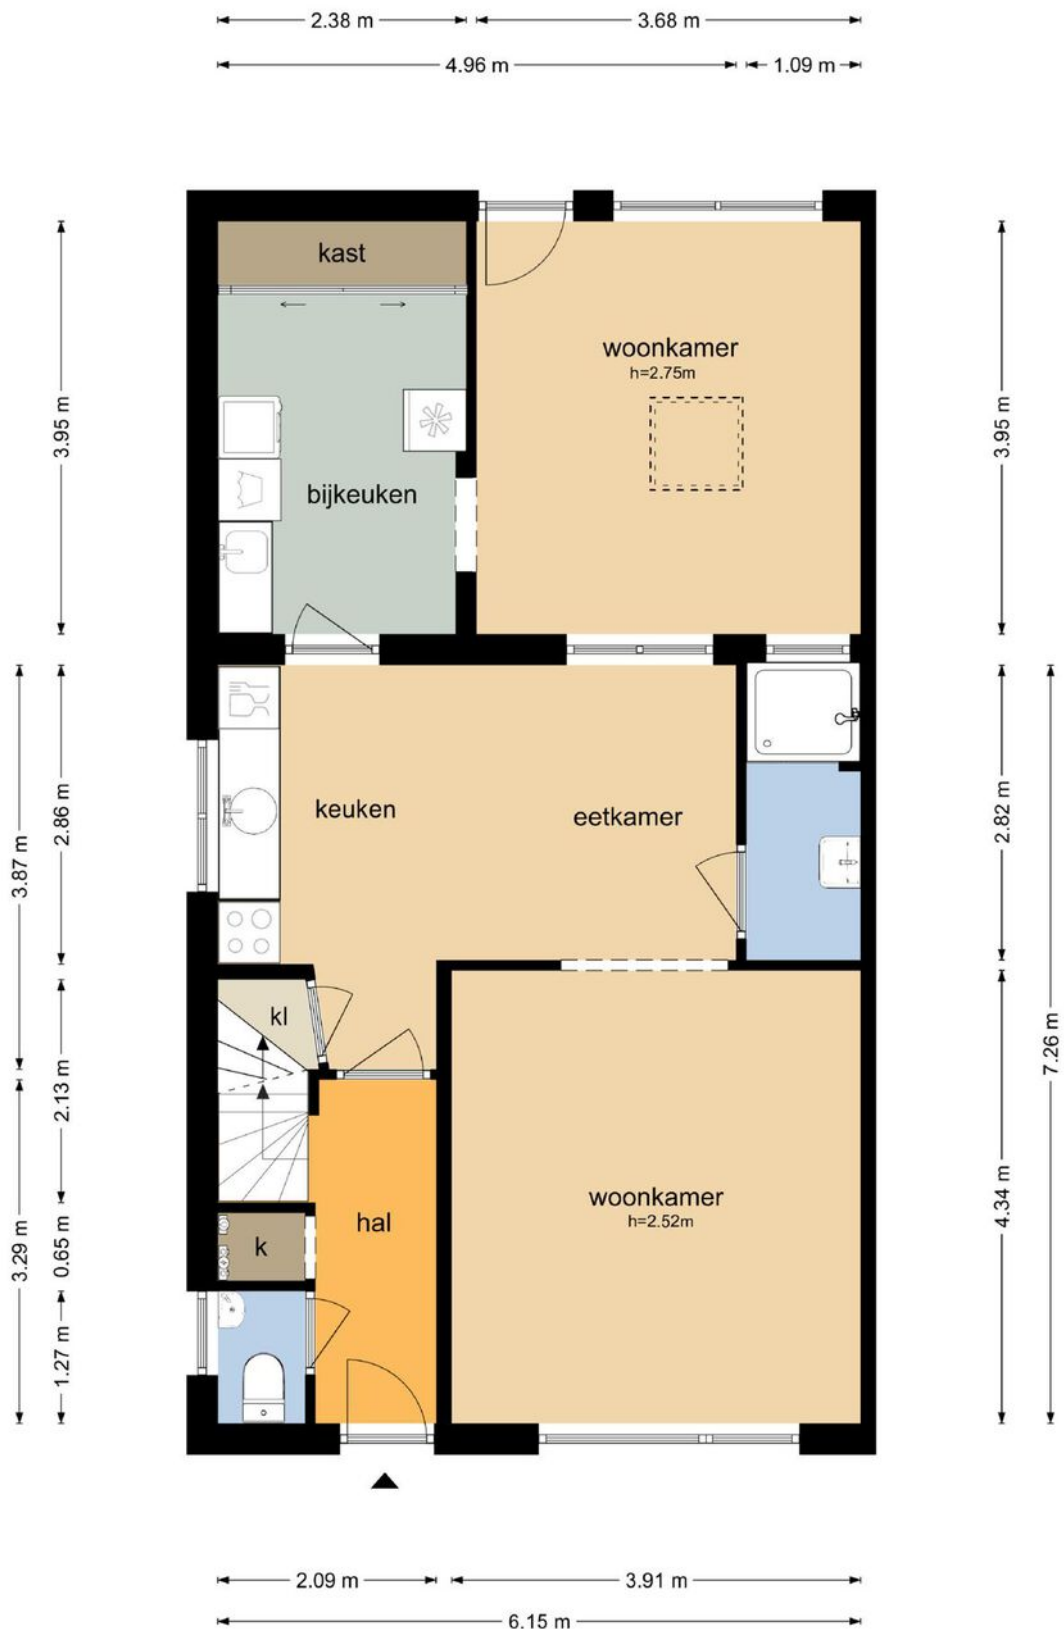 2.38 m
3.68 m
4.96 m
1.09 m
kast
woonkamer
h=2.75m
3.95 m
3.95 m
bijkeuken
keuken
eetkamer
2.86 m
3.87 m
2.82 m
7.26 m
kl
2.13 m
hal
woonkamer
h=2.52m
4.34 m
k
0.65 m
3.29 m
1.27 m
2.09 m
3.91 m
6.15 m